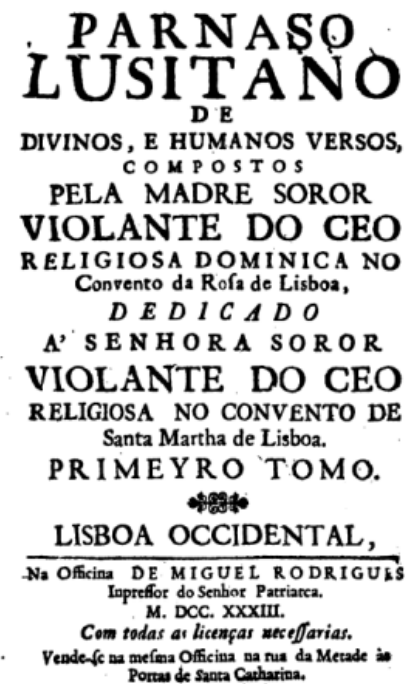 PARNASO
LUSITANO
DE
DIVINOS, E HUMANOS VERSOS,
COMPOSTOS
PELA MADRE SOROR
VIOLANTE DO CEO
RELIGIOSA DOMINICA NO
Convento da Rosa de Lisboa,
DEDICADO
A' SENHORA SOROR
VIOLANTE DO CEO
RELIGIOSA NO CONVENTO DE
Santa Martha de Lisboa.
PRIMEYRO TOMO.
LISBOA OCCIDENTAL,
Na Officina DE MIGUEL RODRIGUES
Inpressor do Senhor Patriarca.
M. DCC. XXXIII.
Com todas as licenças necessarias.
Vende-se na mesma Officina na rua da Metade às
Portas de Santa Catharina.